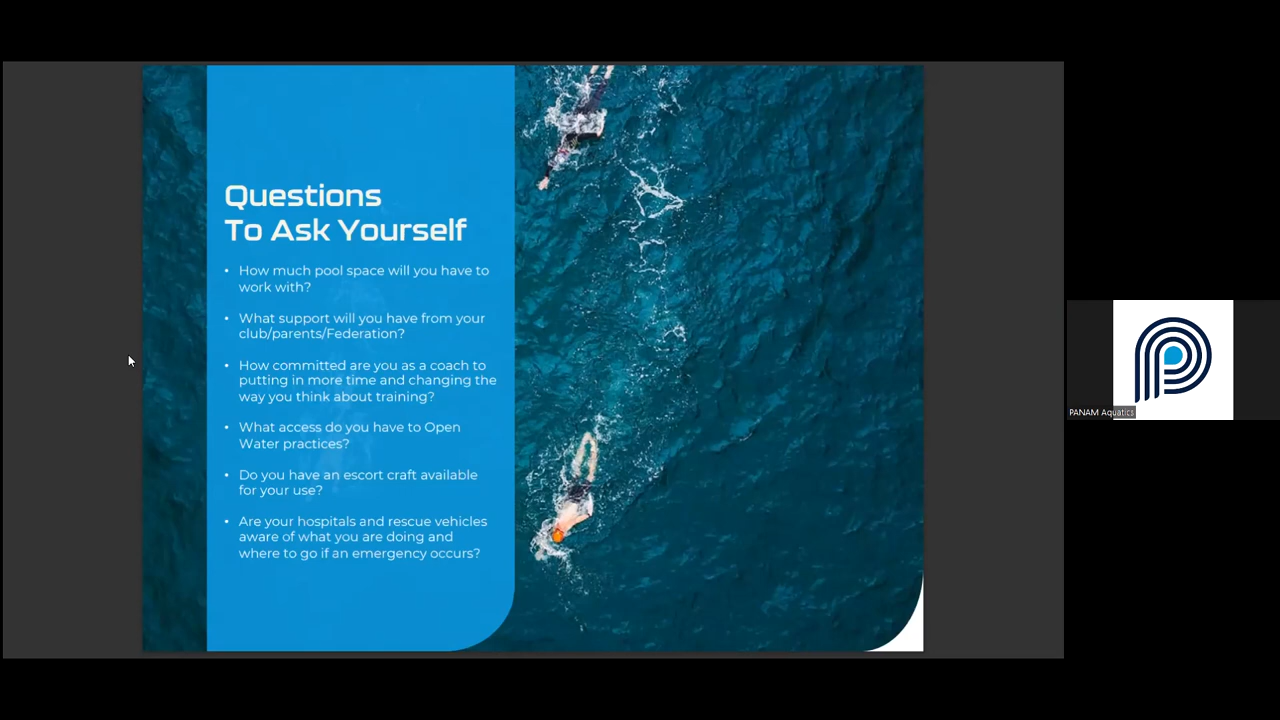 Questions
To Ask Yourself
• How much pool space will you have to
work with?
• What support will you have from your
club/parents/Federation?
• How committed are you as a coach to
putting in more time and changing the
way you think about training?
• What access do you have to Open
Water practices?
• Do you have an escort craft available
for your use?
• Are your hospitals and rescue vehicles
aware of what you are doing and
where to go if an emergency occurs?
PANAM Aquatics